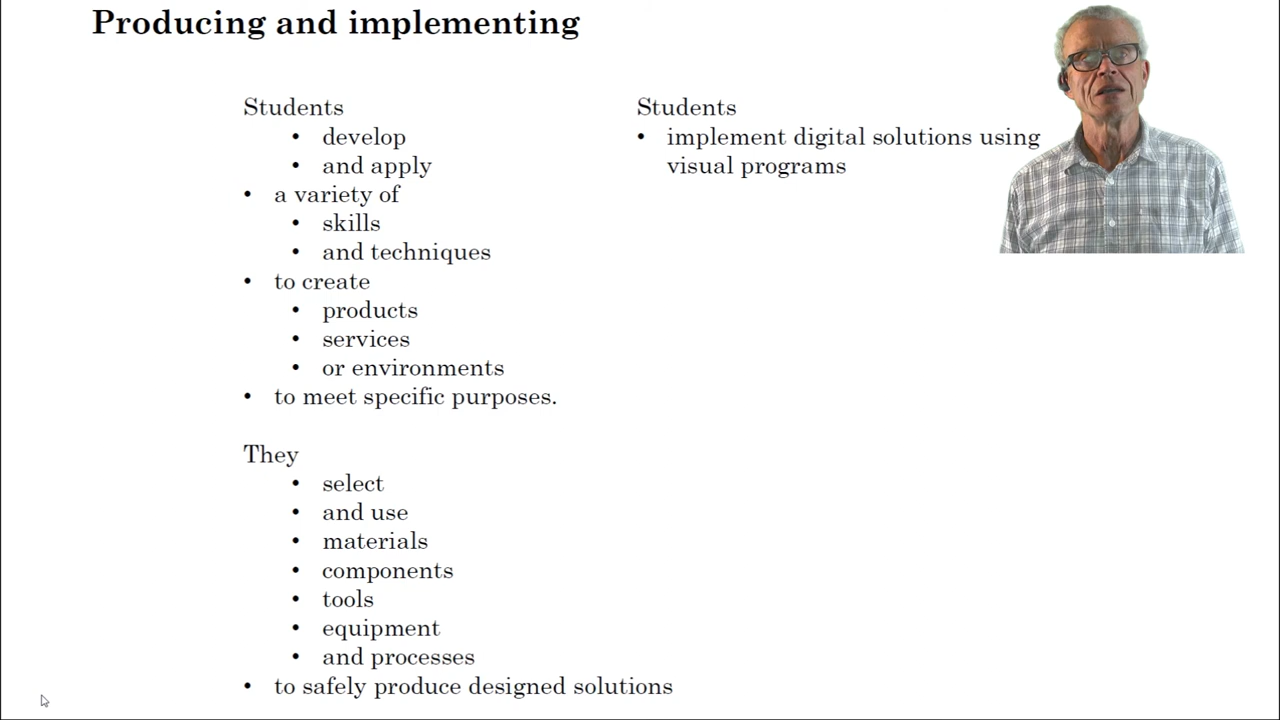 Producing and implementing
Students
• develop
• and apply
• a variety of
• skills
• and techniques
• to create
• products
• services
• or environments
• to meet specific purposes.
They
• select
• and use
• materials
• components
• tools
• equipment
• and processes
• to safely produce designed solutions
Students
• implement digital solutions using
visual programs